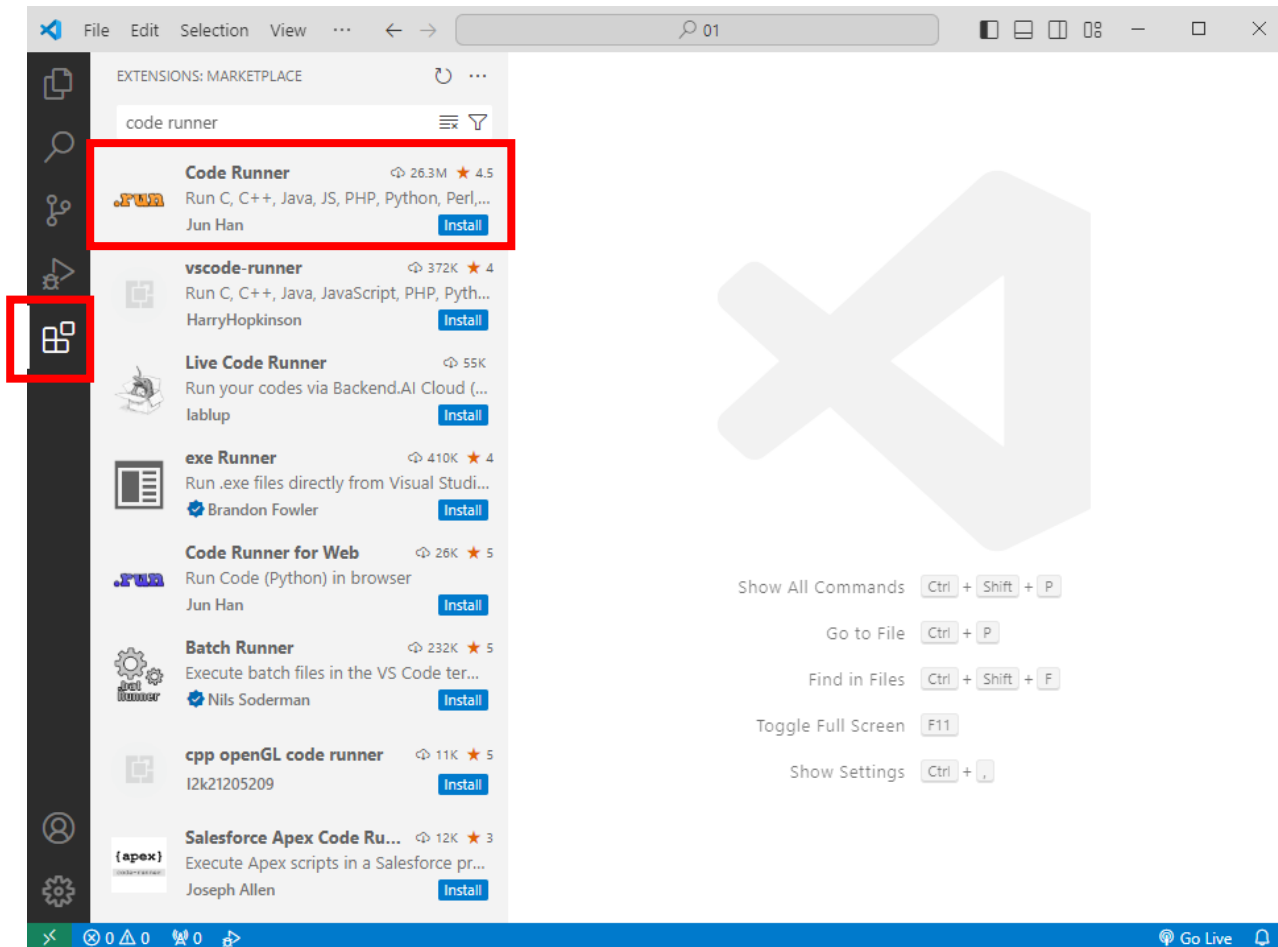 File Edit Selection View ··· 01
EXTENSIONS: MARKETPLACE
code runner
Code Runner 26.3M ★ 4.5
.run Run C, C++, Java, JS, PHP, Python, Perl,...
Jun Han Install
vscode-runner 372K ★ 4
Run C, C++, Java, JavaScript, PHP, Pyth...
HarryHopkinson Install
Live Code Runner 55K
Run your codes via Backend.AI Cloud (...
lablup Install
exe Runner 410K ★ 4
Run .exe files directly from Visual Studi...
Brandon Fowler Install
Code Runner for Web 26K ★ 5
.run Run Code (Python) in browser
Jun Han Install
Batch Runner 232K ★ 5
Execute batch files in the VS Code ter...
.bat Runner Nils Soderman Install
cpp openGL code runner 11K ★ 5
l2k21205209 Install
Salesforce Apex Code Ru... 12K ★ 3
{apex} Execute Apex scripts in a Salesforce pr...
code-runner
Joseph Allen Install
Show All Commands Ctrl + Shift + P
Go to File Ctrl + P
Find in Files Ctrl + Shift + F
Toggle Full Screen F11
Show Settings Ctrl + ,
0 0 0 Go Live